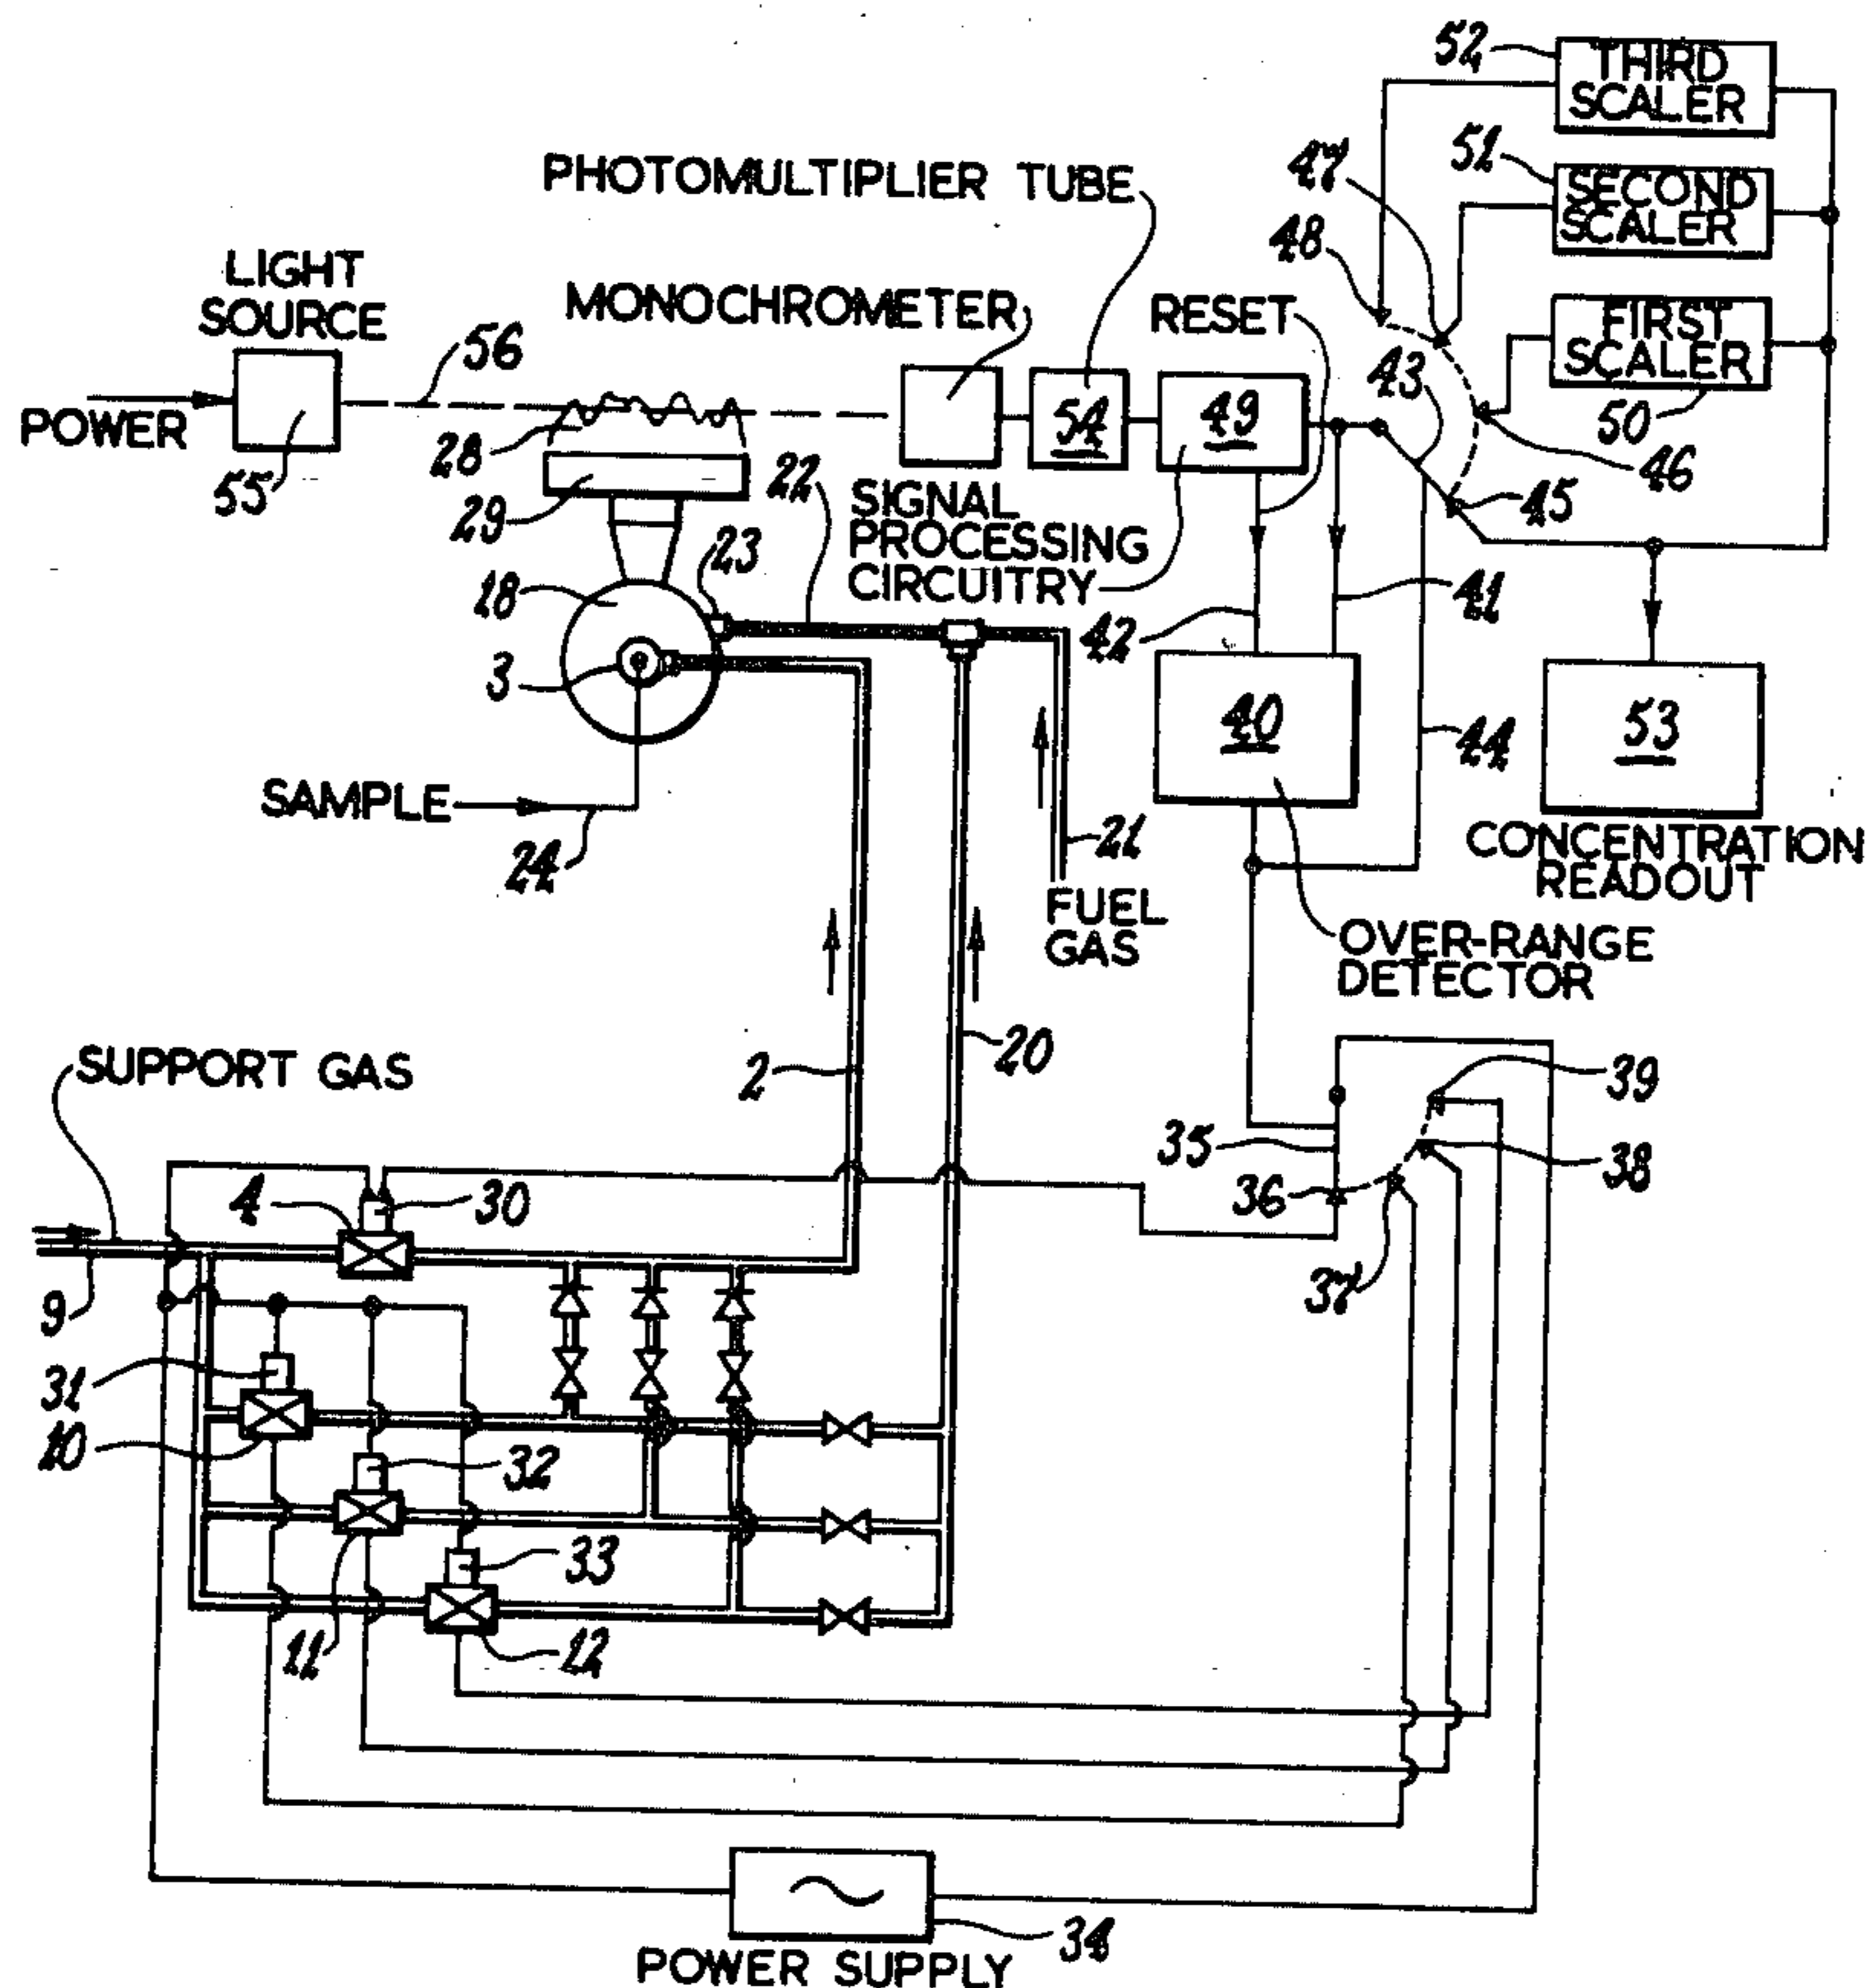 52
THIRD
SCALER
51
SECOND
SCALER
47
48
PHOTOMULTIPLIER TUBE
LIGHT
SOURCE
MONOCHROMETER
RESET
FIRST
SCALER
56
43
POWER
54
49
50
28
46
55
22
45
29
SIGNAL
PROCESSING
CIRCUITRY
23
18
41
42
3
40
53
44
SAMPLE
24
21
CONCENTRATION
READOUT
FUEL
GAS
OVER-RANGE
DETECTOR
SUPPORT GAS
2
20
39
35
38
4
30
36
37
9
31
10
32
33
11
12
34
POWER SUPPLY